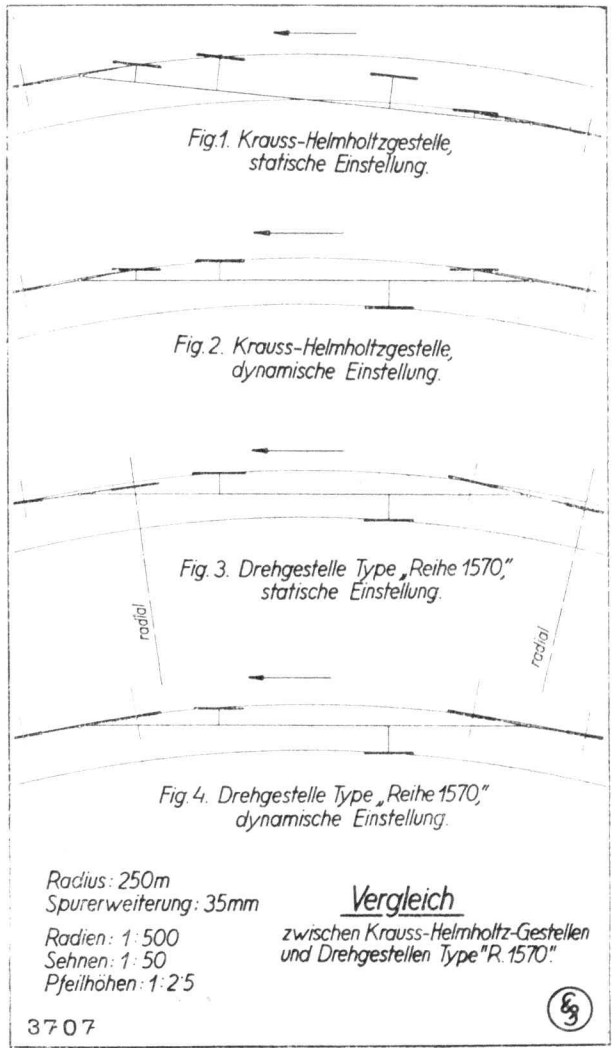 Fig.1. Krauss-Helmholtzgestelle,
statische Einstellung.
Fig. 2. Krauss-Helmholtzgestelle,
dynamische Einstellung.
Fig. 3. Drehgestelle Type „Reihe 1570,"
statische Einstellung.
radial
radial
Fig. 4. Drehgestelle Type „Reihe 1570,"
dynamische Einstellung.
Radius: 250m
Spurerweiterung: 35mm
Radien: 1:500
Sehnen: 1:50
Pfeilhöhen: 1:2·5
Vergleich
zwischen Krauss-Helmholtz-Gestellen
und Drehgestellen Type "R. 1570".
3707